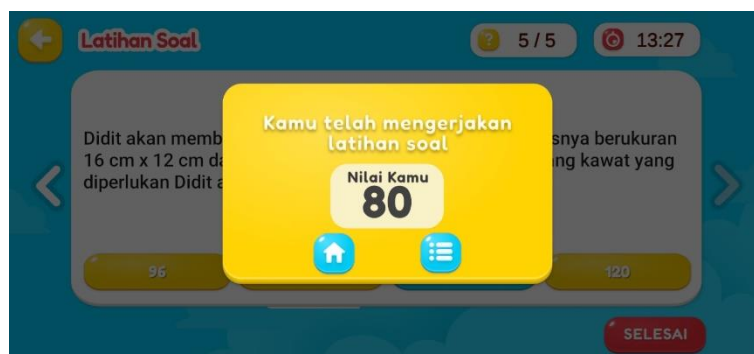 Latihan Soal
? 5/5
13:27
Kamu telah mengerjakan
latihan soal
Nilai Kamu
80
Didit akan memb
snya berukuran
16 cm x 12 cm da
ng kawat yang
diperlukan Didit a
96
120
SELESAI